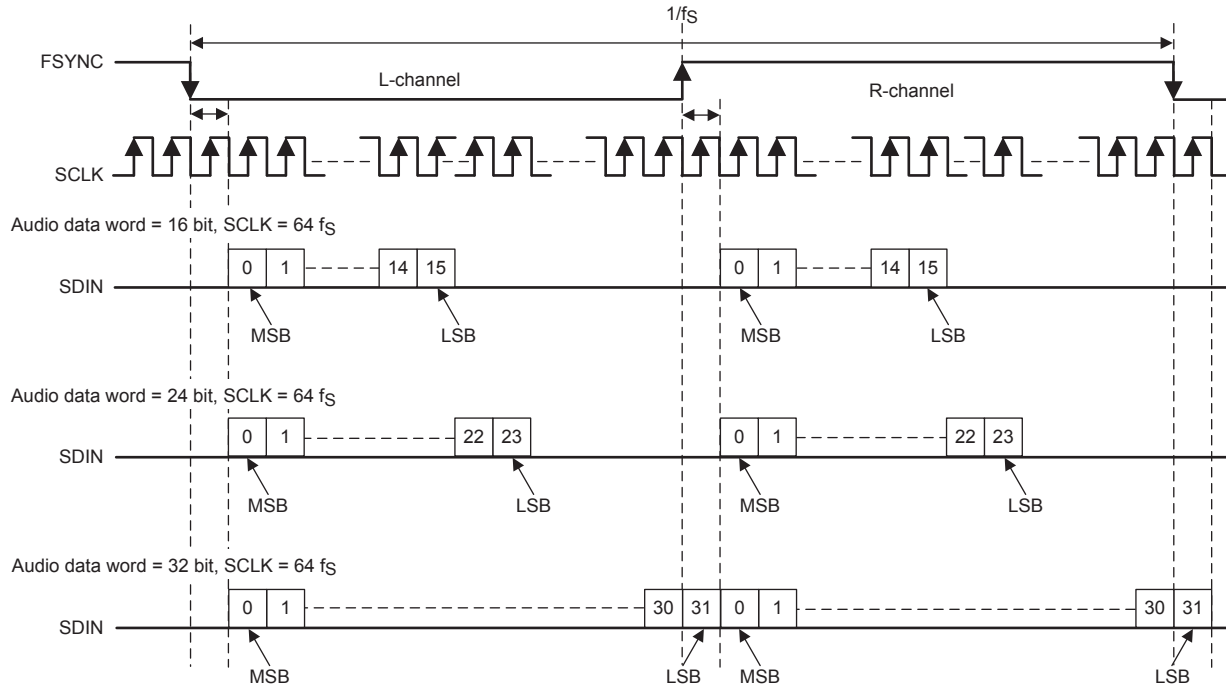 1/fS
FSYNC
L-channel
R-channel
SCLK
Audio data word = 16 bit, SCLK = 64 fS
0 1 14 15 0 1 14 15
SDIN
MSB LSB MSB LSB
Audio data word = 24 bit, SCLK = 64 fS
0 1 22 23 0 1 22 23
SDIN
MSB LSB MSB LSB
Audio data word = 32 bit, SCLK = 64 fS
0 1 30 31 0 1 30 31
SDIN
MSB LSB MSB LSB